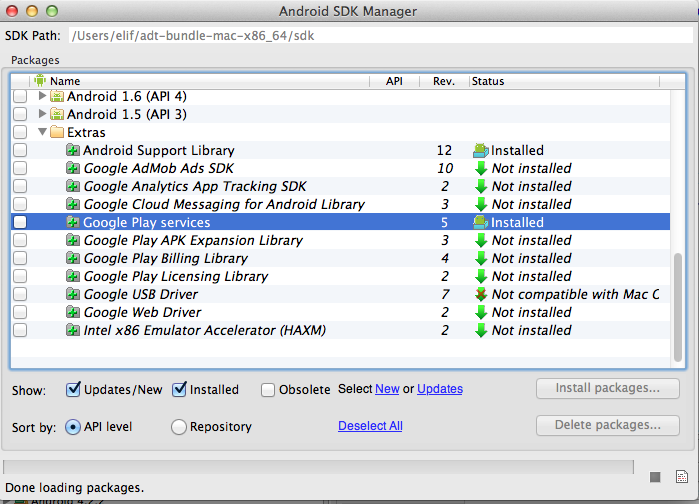 Android SDK Manager
SDK Path: /Users/elif/adt-bundle-mac-x86_64/sdk
Packages
Name API Rev. Status
Android 1.6 (API 4)
Android 1.5 (API 3)
Extras
Android Support Library 12 Installed
Google AdMob Ads SDK 10 Not installed
Google Analytics App Tracking SDK 2 Not installed
Google Cloud Messaging for Android Library 3 Not installed
Google Play services 5 Installed
Google Play APK Expansion Library 3 Not installed
Google Play Billing Library 4 Not installed
Google Play Licensing Library 2 Not installed
Google USB Driver 7 Not compatible with Mac O
Google Web Driver 2 Not installed
Intel x86 Emulator Accelerator (HAXM) 2 Not installed
Show: Updates/New Installed Obsolete Select New or Updates Install packages...
Sort by: API level Repository Deselect All Delete packages...
Done loading packages.
Android 4.2.2